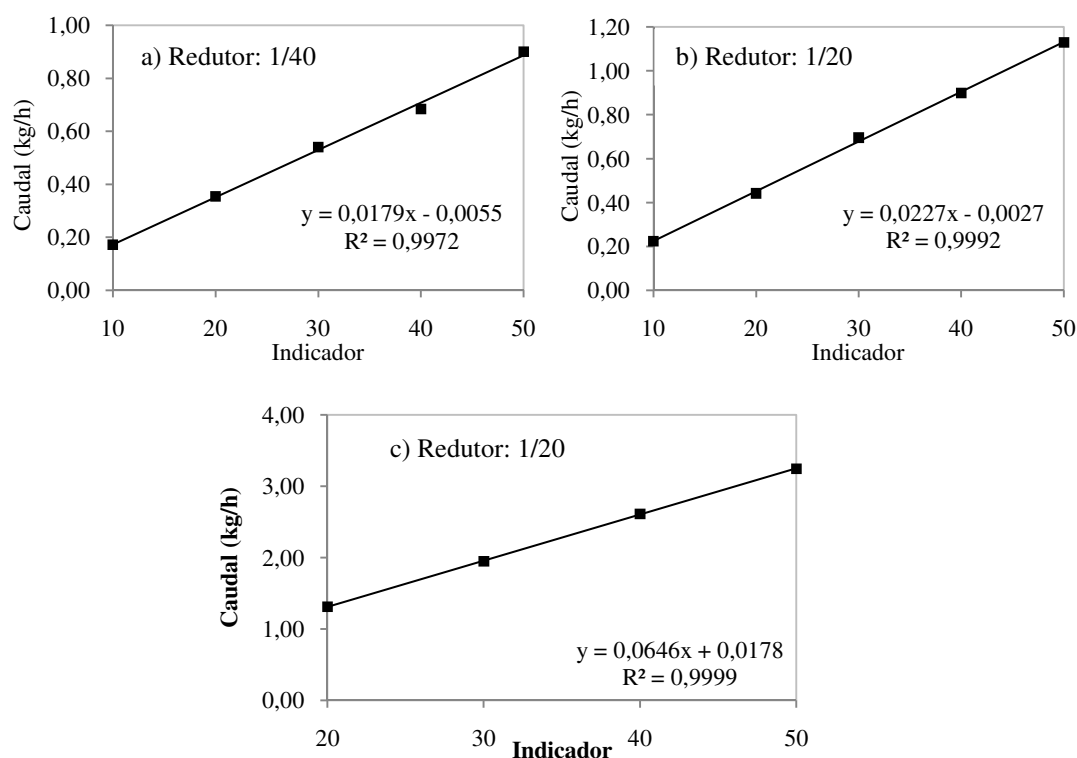 a) Redutor: 1/40
Caudal (kg/h)
1,00
0,80
0,60
0,40
0,20
0,00
y = 0,0179x - 0,0055
R² = 0,9972
10 20 30 40 50
Indicador
b) Redutor: 1/20
Caudal (kg/h)
1,20
1,00
0,80
0,60
0,40
0,20
0,00
y = 0,0227x - 0,0027
R² = 0,9992
10 20 30 40 50
Indicador
c) Redutor: 1/20
Caudal (kg/h)
4,00
3,00
2,00
1,00
0,00
y = 0,0646x + 0,0178
R² = 0,9999
20 30 40 50
Indicador